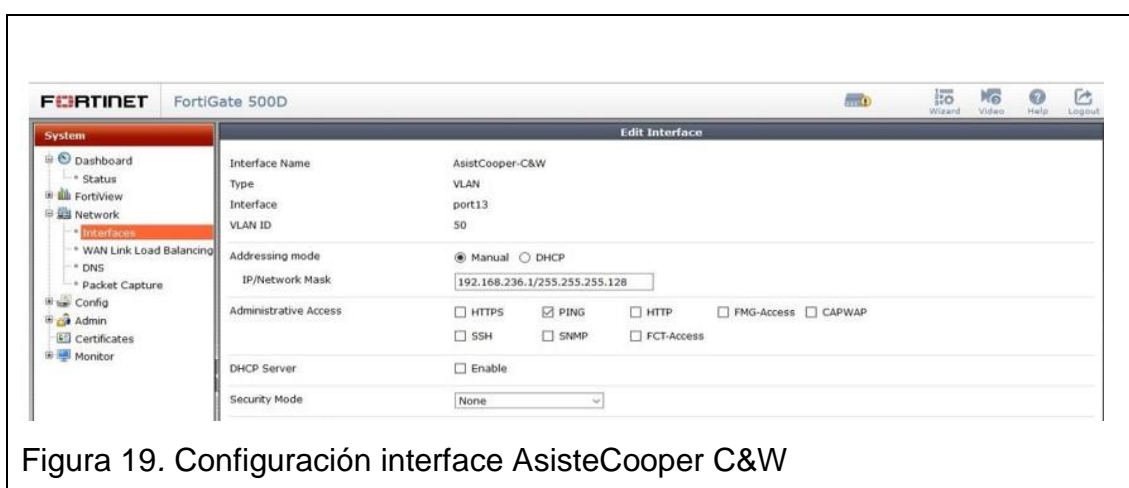 FORTINET FortiGate 500D
Wizard Video Help Logout
System
Dashboard
Status
FortiView
Network
Interfaces
WAN Link Load Balancing
DNS
Packet Capture
Config
Admin
Certificates
Monitor
Edit Interface
Interface Name AsistCooper-C&W
Type VLAN
Interface port13
VLAN ID 50
Addressing mode Manual DHCP
IP/Network Mask 192.168.236.1/255.255.255.128
Administrative Access HTTPS PING HTTP FMG-Access CAPWAP
SSH SNMP FCT-Access
DHCP Server Enable
Security Mode None
Figura 19. Configuración interface AsisteCooper C&W